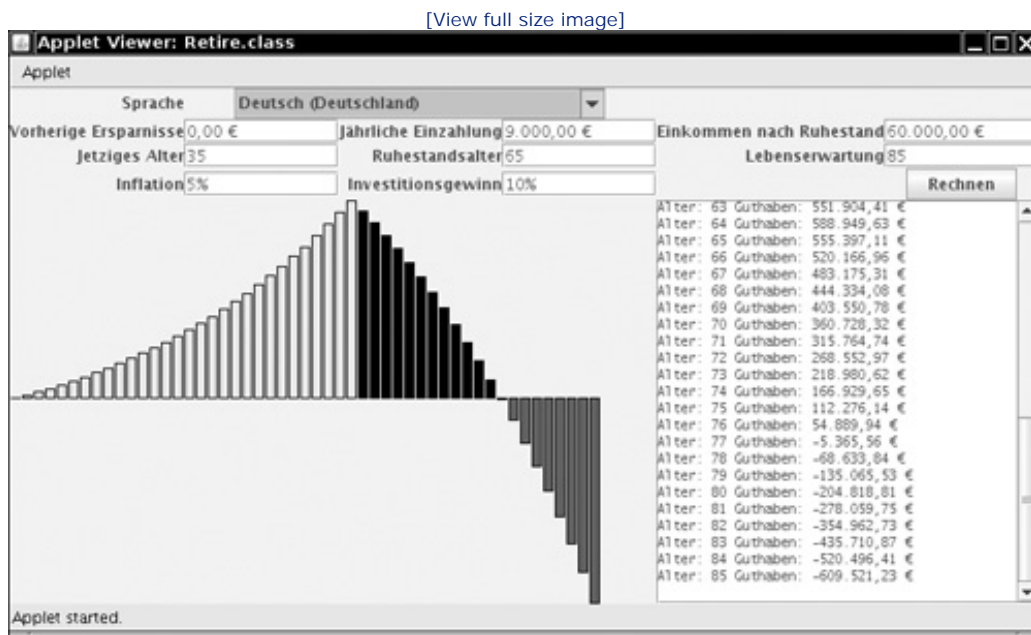 [View full size image]
Applet Viewer: Retire.class
Applet
Sprache Deutsch (Deutschland)
Vorherige Ersparnisse 0,00 € Jährliche Einzahlung 9.000,00 € Einkommen nach Ruhestand 60.000,00 €
Jetziges Alter 35 Ruhestandsalter 65 Lebenserwartung 85
Inflation 5% Investitionsgewinn 10% Rechnen
Alter: 63 Guthaben: 551.904,41 €
Alter: 64 Guthaben: 588.949,63 €
Alter: 65 Guthaben: 555.397,11 €
Alter: 66 Guthaben: 520.166,96 €
Alter: 67 Guthaben: 483.175,31 €
Alter: 68 Guthaben: 444.334,08 €
Alter: 69 Guthaben: 403.550,78 €
Alter: 70 Guthaben: 360.728,32 €
Alter: 71 Guthaben: 315.764,74 €
Alter: 72 Guthaben: 268.552,97 €
Alter: 73 Guthaben: 218.980,62 €
Alter: 74 Guthaben: 166.929,65 €
Alter: 75 Guthaben: 112.276,14 €
Alter: 76 Guthaben: 54.889,94 €
Alter: 77 Guthaben: -5.365,56 €
Alter: 78 Guthaben: -68.633,84 €
Alter: 79 Guthaben: -135.065,53 €
Alter: 80 Guthaben: -204.818,81 €
Alter: 81 Guthaben: -278.059,75 €
Alter: 82 Guthaben: -354.962,73 €
Alter: 83 Guthaben: -435.710,87 €
Alter: 84 Guthaben: -520.496,41 €
Alter: 85 Guthaben: -609.521,23 €
Applet started.